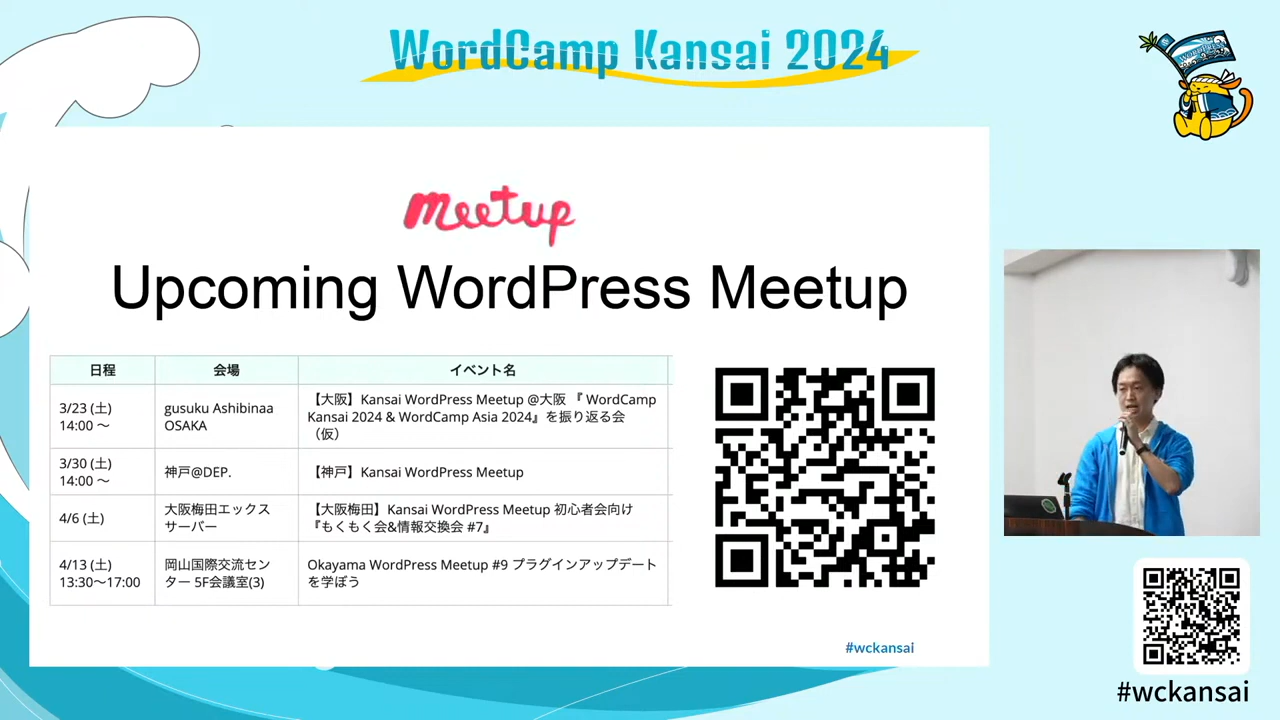 WordCamp Kansai 2024
WORDPRESS
meetup
Upcoming WordPress Meetup
日程 会場 イベント名
3/23 (土)
14:00 ～
gusuku Ashibinaa
OSAKA
【大阪】Kansai WordPress Meetup @大阪 『 WordCamp
Kansai 2024 & WordCamp Asia 2024』を振り返る会
（仮）
3/30 (土)
14:00 ～
神戸@DEP.
【神戸】Kansai WordPress Meetup
4/6 (土)
大阪梅田エックス
サーバー
【大阪梅田】Kansai WordPress Meetup 初心者会向け
『もくもく会&情報交換会 #7』
4/13 (土)
13:30～17:00
岡山国際交流セン
ター 5F会議室(3)
Okayama WordPress Meetup #9 プラグインアップデート
を学ぼう
#wckansai
#wckansai